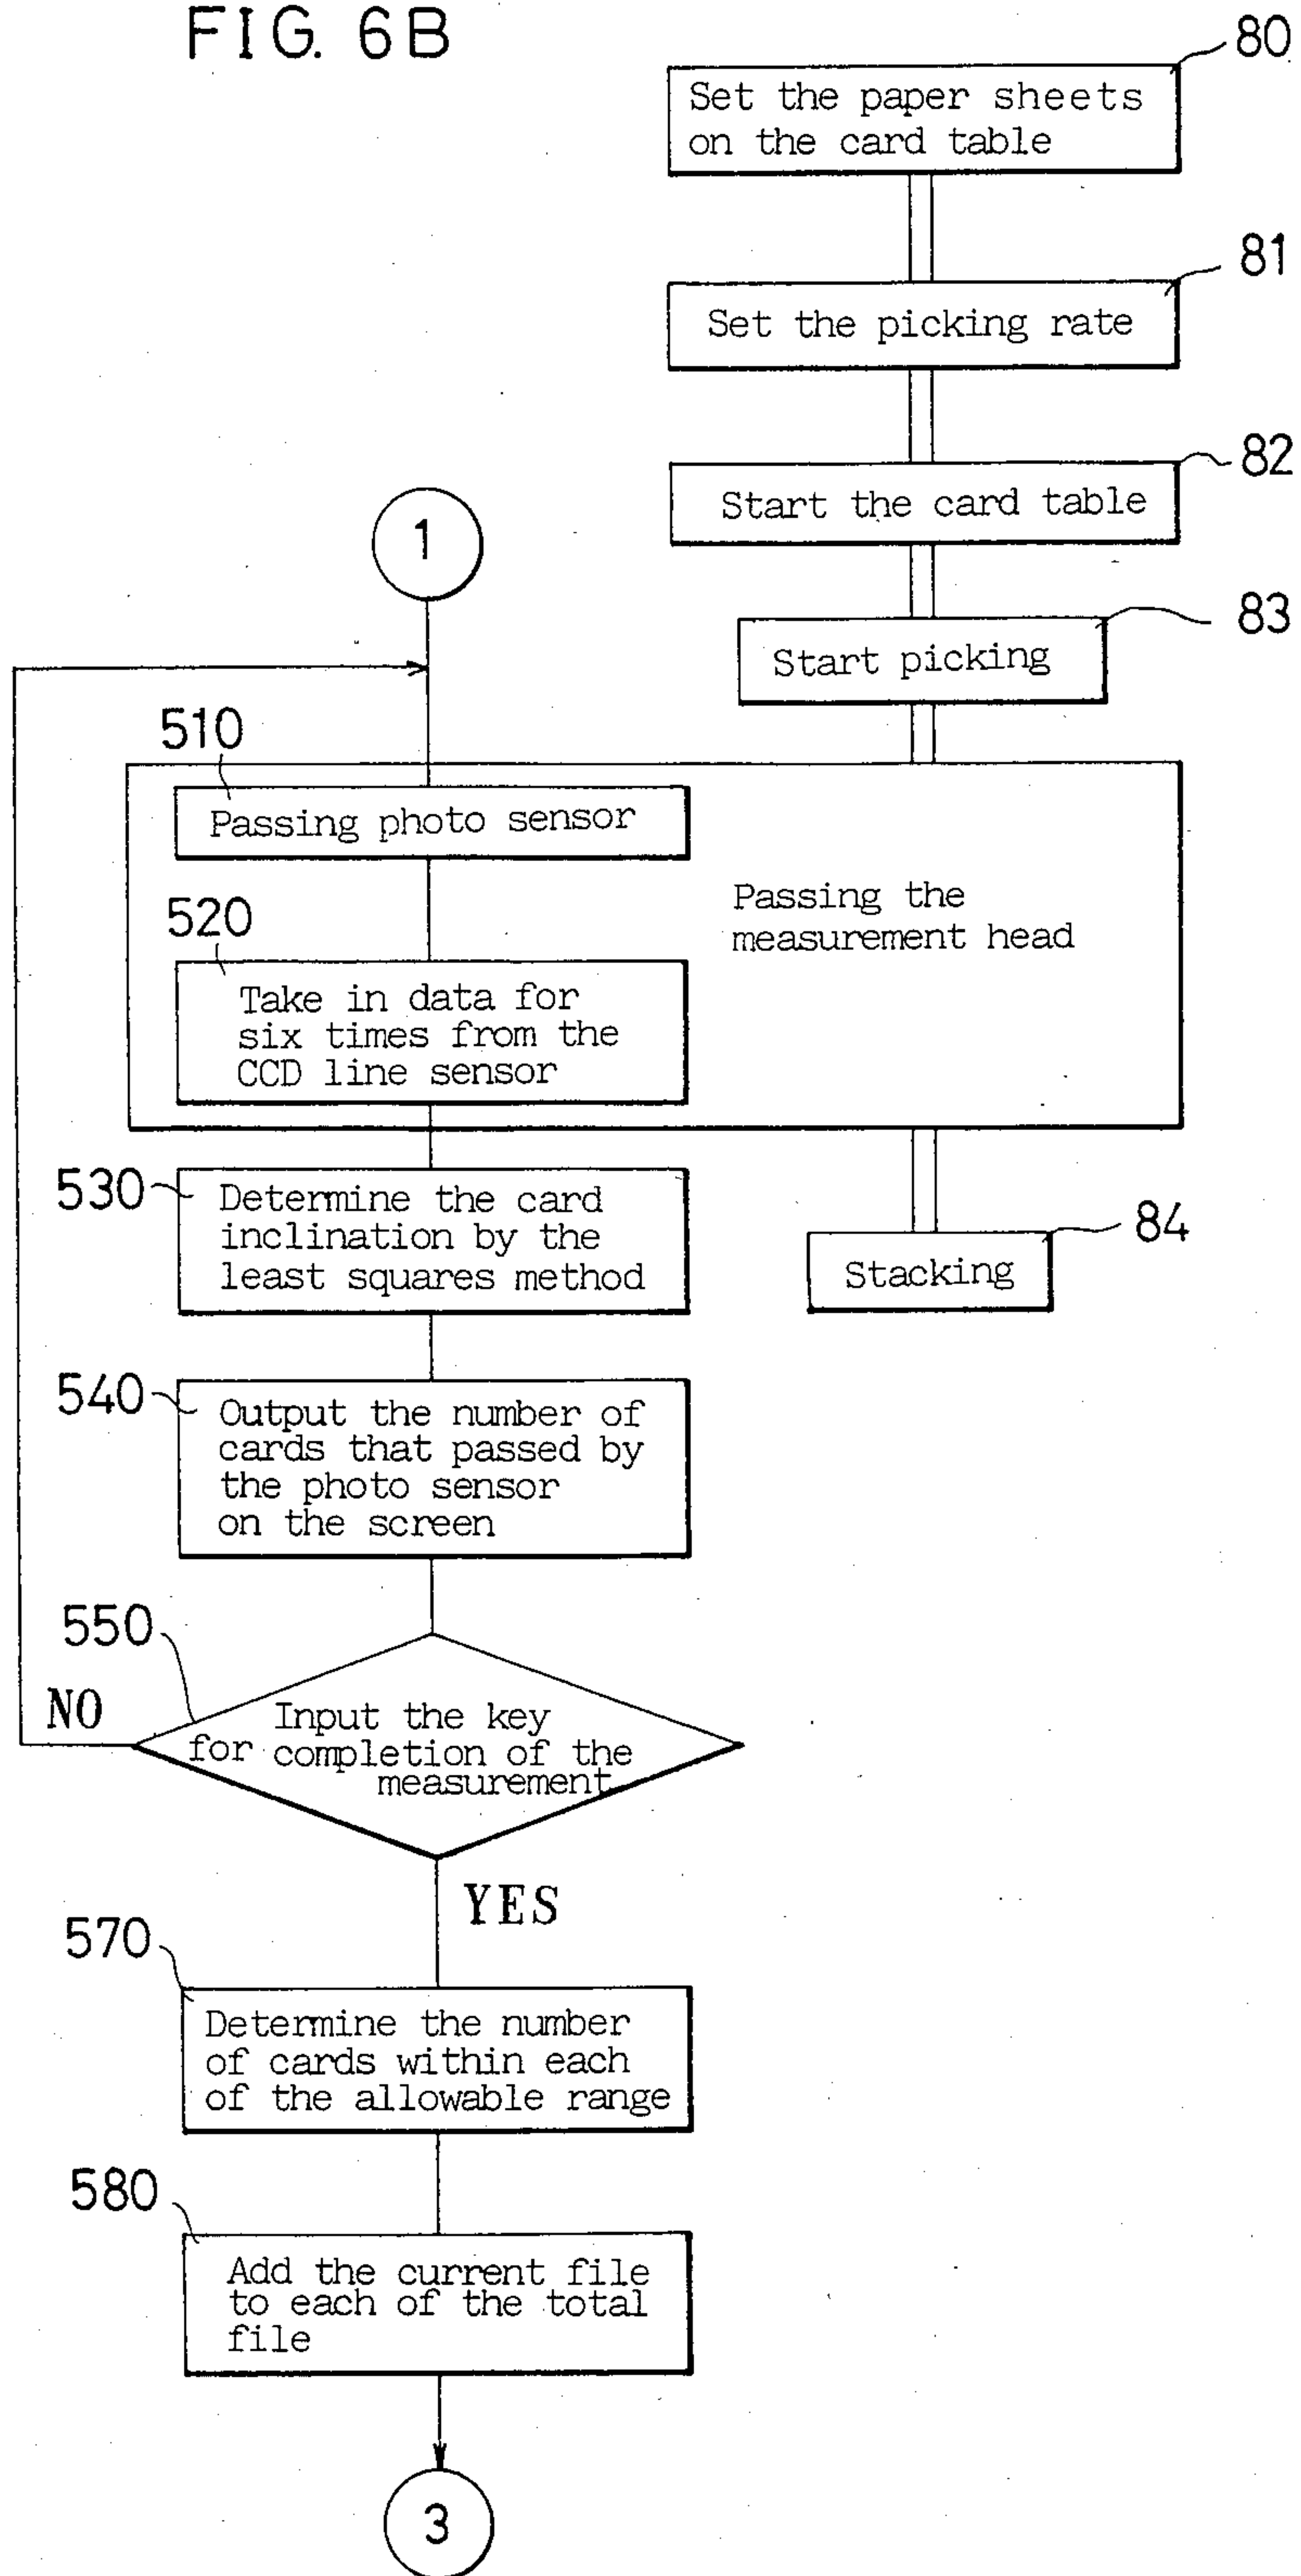 FIG. 6B
80
Set the paper sheets
on the card table
81
Set the picking rate
82
Start the card table
1
83
Start picking
510
Passing photo sensor
Passing the
measurement head
520
Take in data for
six times from the
CCD line sensor
530
Determine the card
inclination by the
least squares method
84
Stacking
540
Output the number of
cards that passed by
the photo sensor
on the screen
550
NO
Input the key
for completion of the
measurement
YES
570
Determine the number
of cards within each
of the allowable range
580
Add the current file
to each of the total
file
3